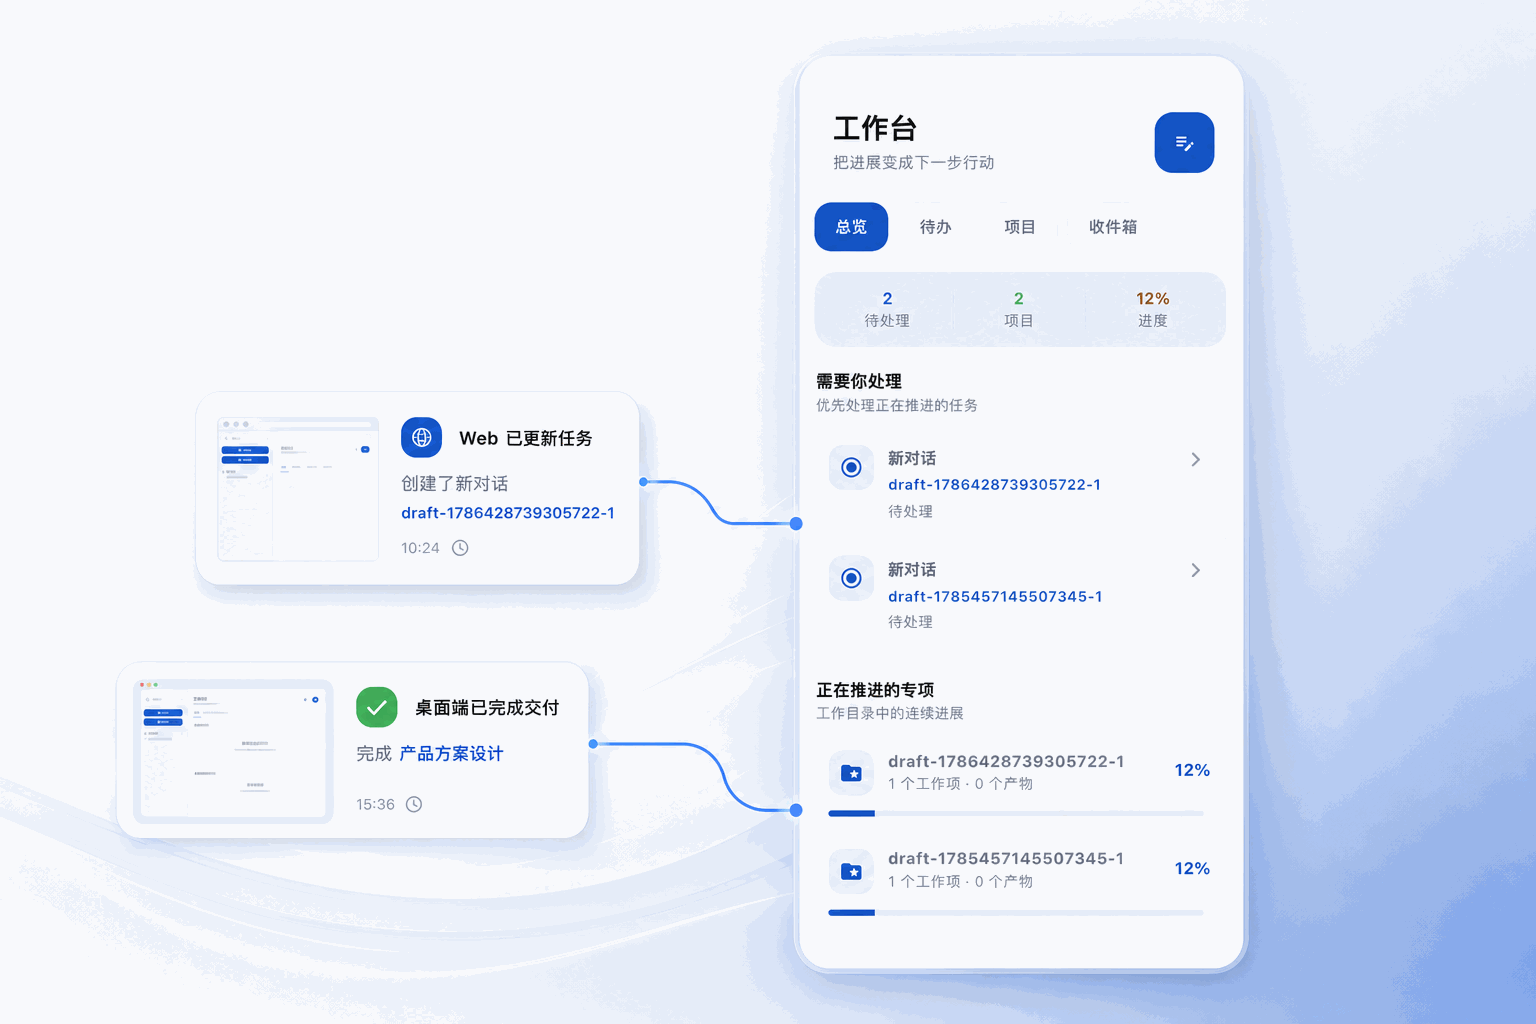 工作台
把进展变成下一步行动
总览 待办 项目 收件箱
2 2 12%
待处理 项目 进度
需要你处理
优先处理正在推进的任务
新对话
draft-1786428739305722-1
待处理
新对话
draft-1785457145507345-1
待处理
正在推进的专项
工作目录中的连续进展
draft-1786428739305722-1
1 个工作项 · 0 个产物
12%
draft-1785457145507345-1
1 个工作项 · 0 个产物
12%
Web 已更新任务
创建了新对话
draft-1786428739305722-1
10:24
桌面端已完成交付
完成 产品方案设计
15:36